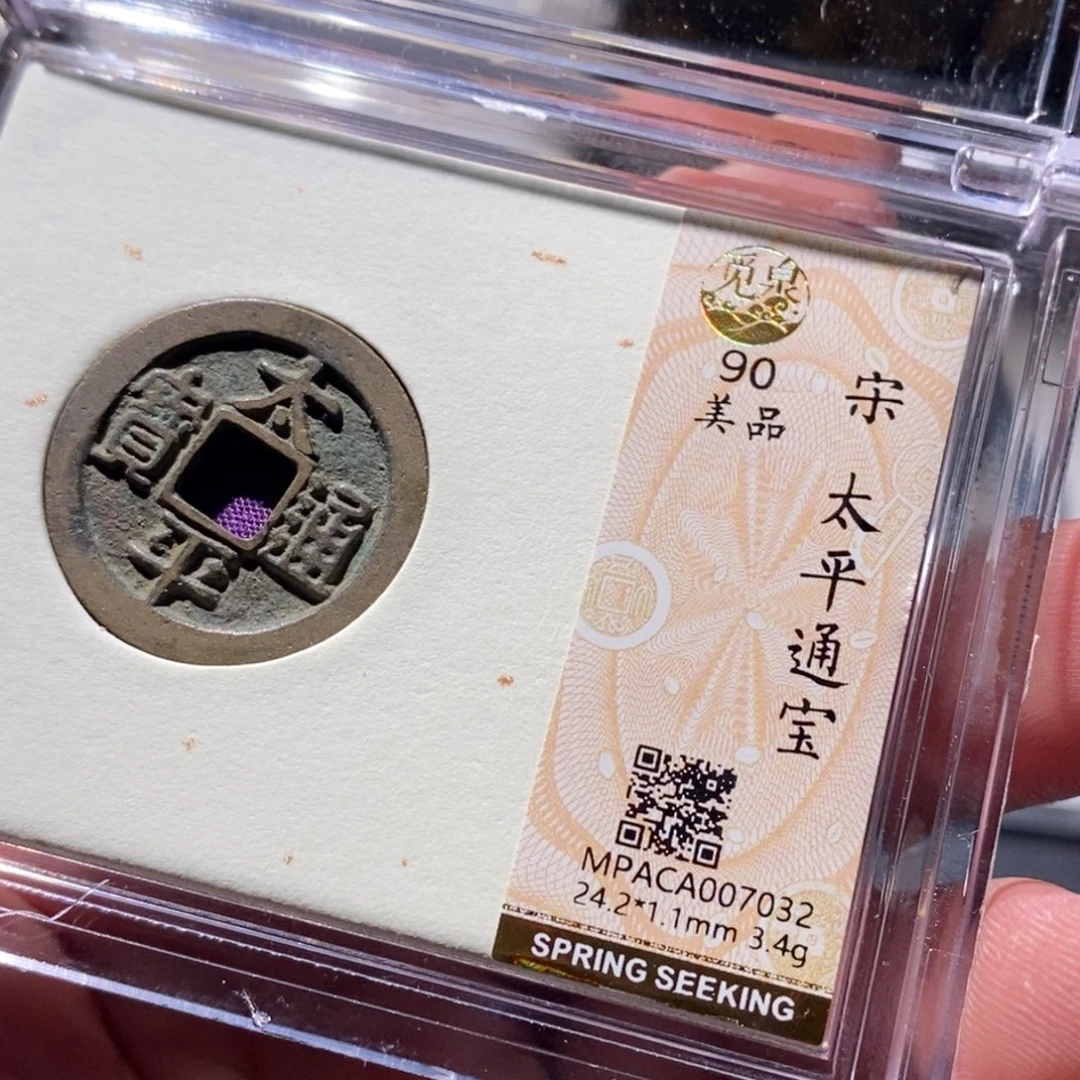 太
平
通
寶
觅泉
90
美品
宋
太平通宝
MPACA007032
24.2*1.1mm 3.4g
SPRING SEEKING